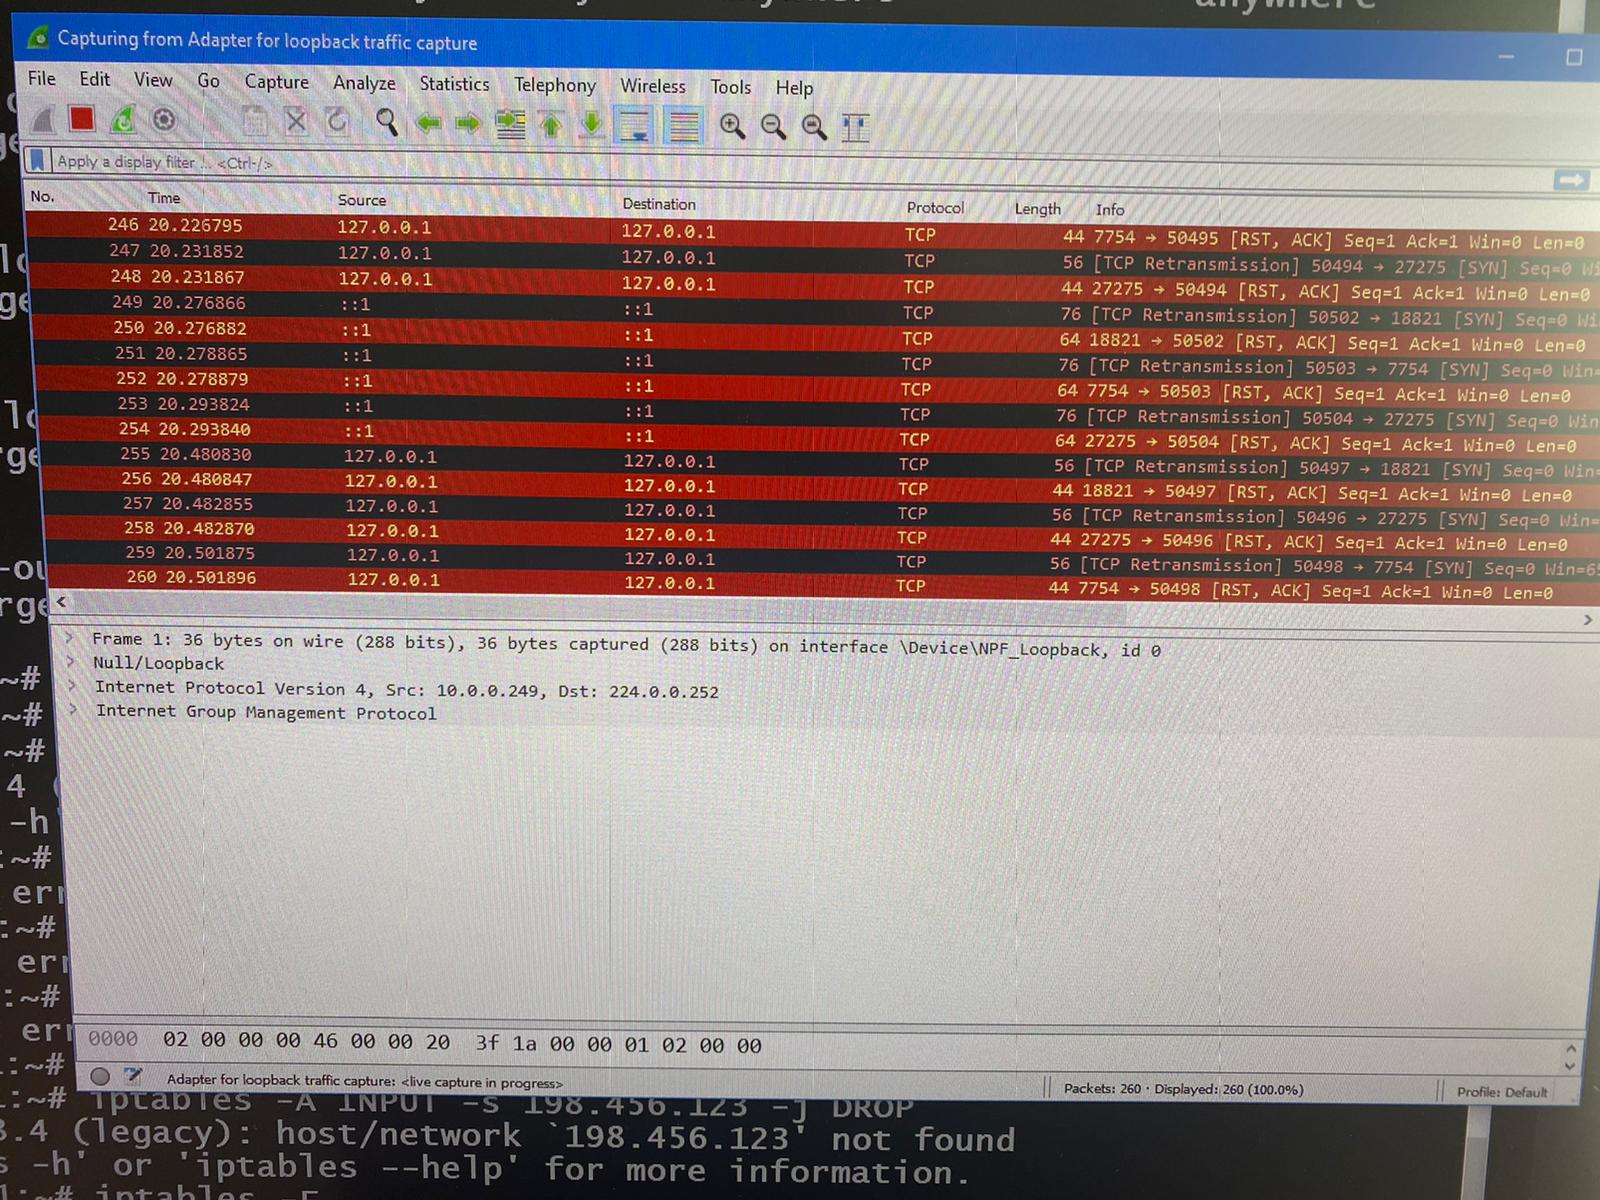 anywhere
Capturing from Adapter for loopback traffic capture
File Edit View Go Capture Analyze Statistics Telephony Wireless Tools Help
Apply a display filter ... <Ctrl-/>
No. Time Source Destination Protocol Length Info
246 20.226795 127.0.0.1 127.0.0.1 TCP 44 7754 → 50495 [RST, ACK] Seq=1 Ack=1 Win=0 Len=0
247 20.231852 127.0.0.1 127.0.0.1 TCP 56 [TCP Retransmission] 50494 → 27275 [SYN] Seq=0 Wi
248 20.231867 127.0.0.1 127.0.0.1 TCP 44 27275 → 50494 [RST, ACK] Seq=1 Ack=1 Win=0 Len=0
249 20.276866 ::1 ::1 TCP 76 [TCP Retransmission] 50502 → 18821 [SYN] Seq=0 Wi
250 20.276882 ::1 ::1 TCP 64 18821 → 50502 [RST, ACK] Seq=1 Ack=1 Win=0 Len=0
251 20.278865 ::1 ::1 TCP 76 [TCP Retransmission] 50503 → 7754 [SYN] Seq=0 Win=
252 20.278879 ::1 ::1 TCP 64 7754 → 50503 [RST, ACK] Seq=1 Ack=1 Win=0 Len=0
253 20.293824 ::1 ::1 TCP 76 [TCP Retransmission] 50504 → 27275 [SYN] Seq=0 Win
254 20.293840 ::1 ::1 TCP 64 27275 → 50504 [RST, ACK] Seq=1 Ack=1 Win=0 Len=0
255 20.480830 127.0.0.1 127.0.0.1 TCP 56 [TCP Retransmission] 50497 → 18821 [SYN] Seq=0 Win=
256 20.480847 127.0.0.1 127.0.0.1 TCP 44 18821 → 50497 [RST, ACK] Seq=1 Ack=1 Win=0 Len=0
257 20.482855 127.0.0.1 127.0.0.1 TCP 56 [TCP Retransmission] 50496 → 27275 [SYN] Seq=0 Win=
258 20.482870 127.0.0.1 127.0.0.1 TCP 44 27275 → 50496 [RST, ACK] Seq=1 Ack=1 Win=0 Len=0
259 20.501875 127.0.0.1 127.0.0.1 TCP 56 [TCP Retransmission] 50498 → 7754 [SYN] Seq=0 Win=65
260 20.501896 127.0.0.1 127.0.0.1 TCP 44 7754 → 50498 [RST, ACK] Seq=1 Ack=1 Win=0 Len=0
Frame 1: 36 bytes on wire (288 bits), 36 bytes captured (288 bits) on interface \Device\NPF_Loopback, id 0
Null/Loopback
Internet Protocol Version 4, Src: 10.0.0.249, Dst: 224.0.0.252
Internet Group Management Protocol
~#
~#
~#
4
-h
:~#
err
:~#
err
:~#
err
:~#
0000 02 00 00 00 46 00 00 20 3f 1a 00 00 01 02 00 00
Adapter for loopback traffic capture: <live capture in progress>
Packets: 260 · Displayed: 260 (100.0%)
Profile: Default
:~# iptables -A INPUT -s 198.456.123 -j DROP
8.4 (legacy): host/network `198.456.123' not found
s -h' or 'iptables --help' for more information.
:~# iptables -F